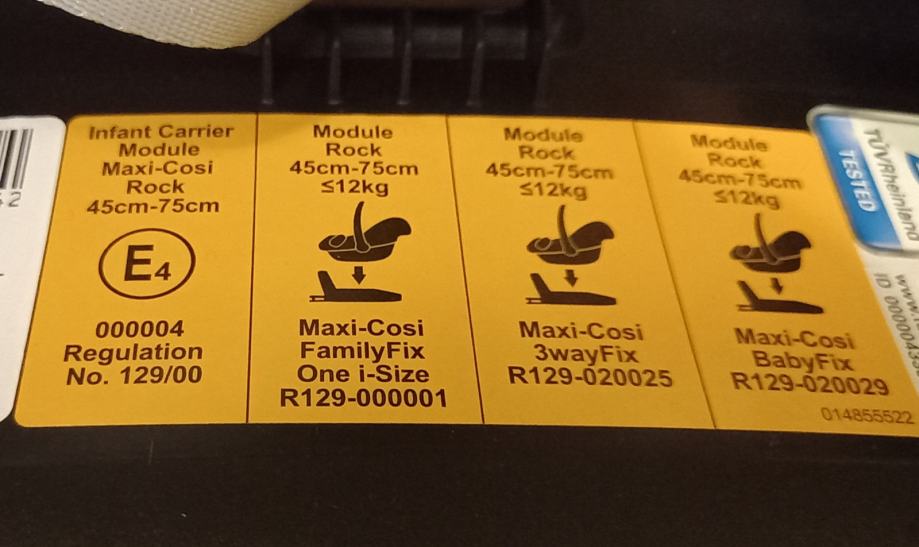 Infant Carrier
Module
Maxi-Cosi
Rock
45cm-75cm
E4
000004
Regulation
No. 129/00
Module
Rock
45cm-75cm
≤12kg
Maxi-Cosi
FamilyFix
One i-Size
R129-000001
Module
Rock
45cm-75cm
≤12kg
Maxi-Cosi
3wayFix
R129-020025
Module
Rock
45cm-75cm
≤12kg
Maxi-Cosi
BabyFix
R129-020029
014855522
TÜVRheinland
TESTED